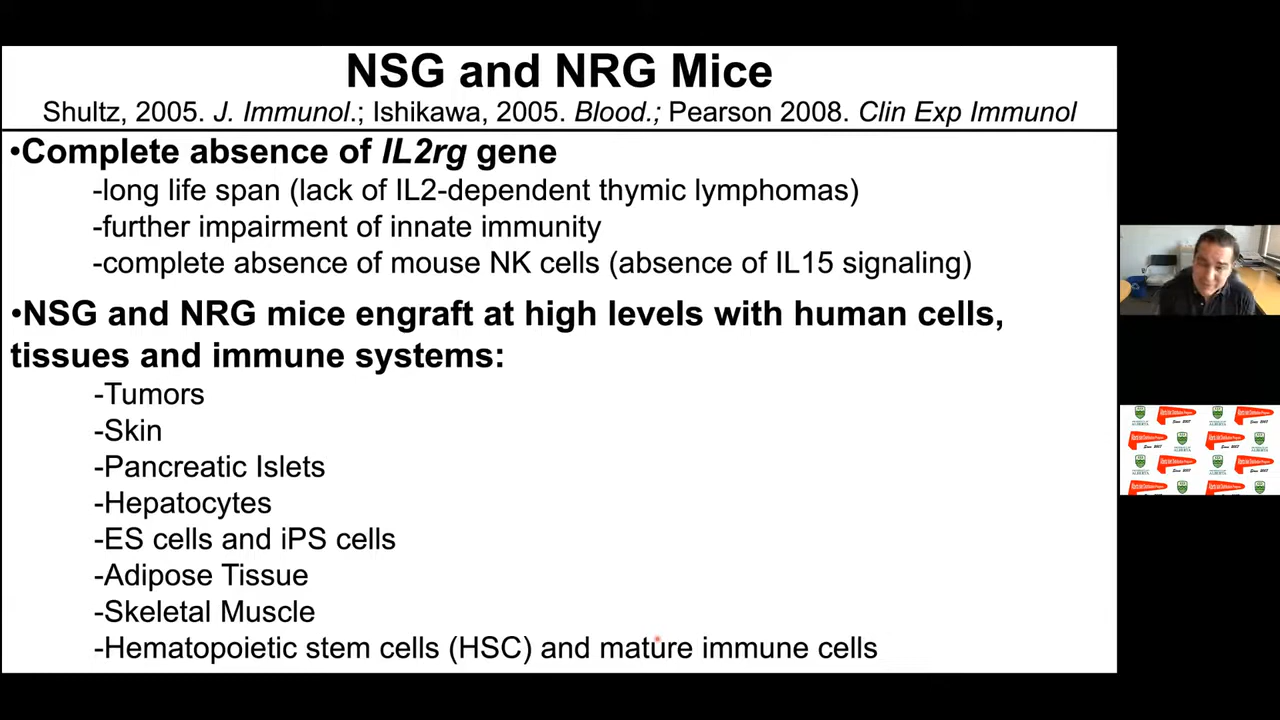 NSG and NRG Mice
Shultz, 2005. J. Immunol.; Ishikawa, 2005. Blood.; Pearson 2008. Clin Exp Immunol
•Complete absence of IL2rg gene
-long life span (lack of IL2-dependent thymic lymphomas)
-further impairment of innate immunity
-complete absence of mouse NK cells (absence of IL15 signaling)
•NSG and NRG mice engraft at high levels with human cells,
tissues and immune systems:
-Tumors
-Skin
-Pancreatic Islets
-Hepatocytes
-ES cells and iPS cells
-Adipose Tissue
-Skeletal Muscle
-Hematopoietic stem cells (HSC) and mature immune cells